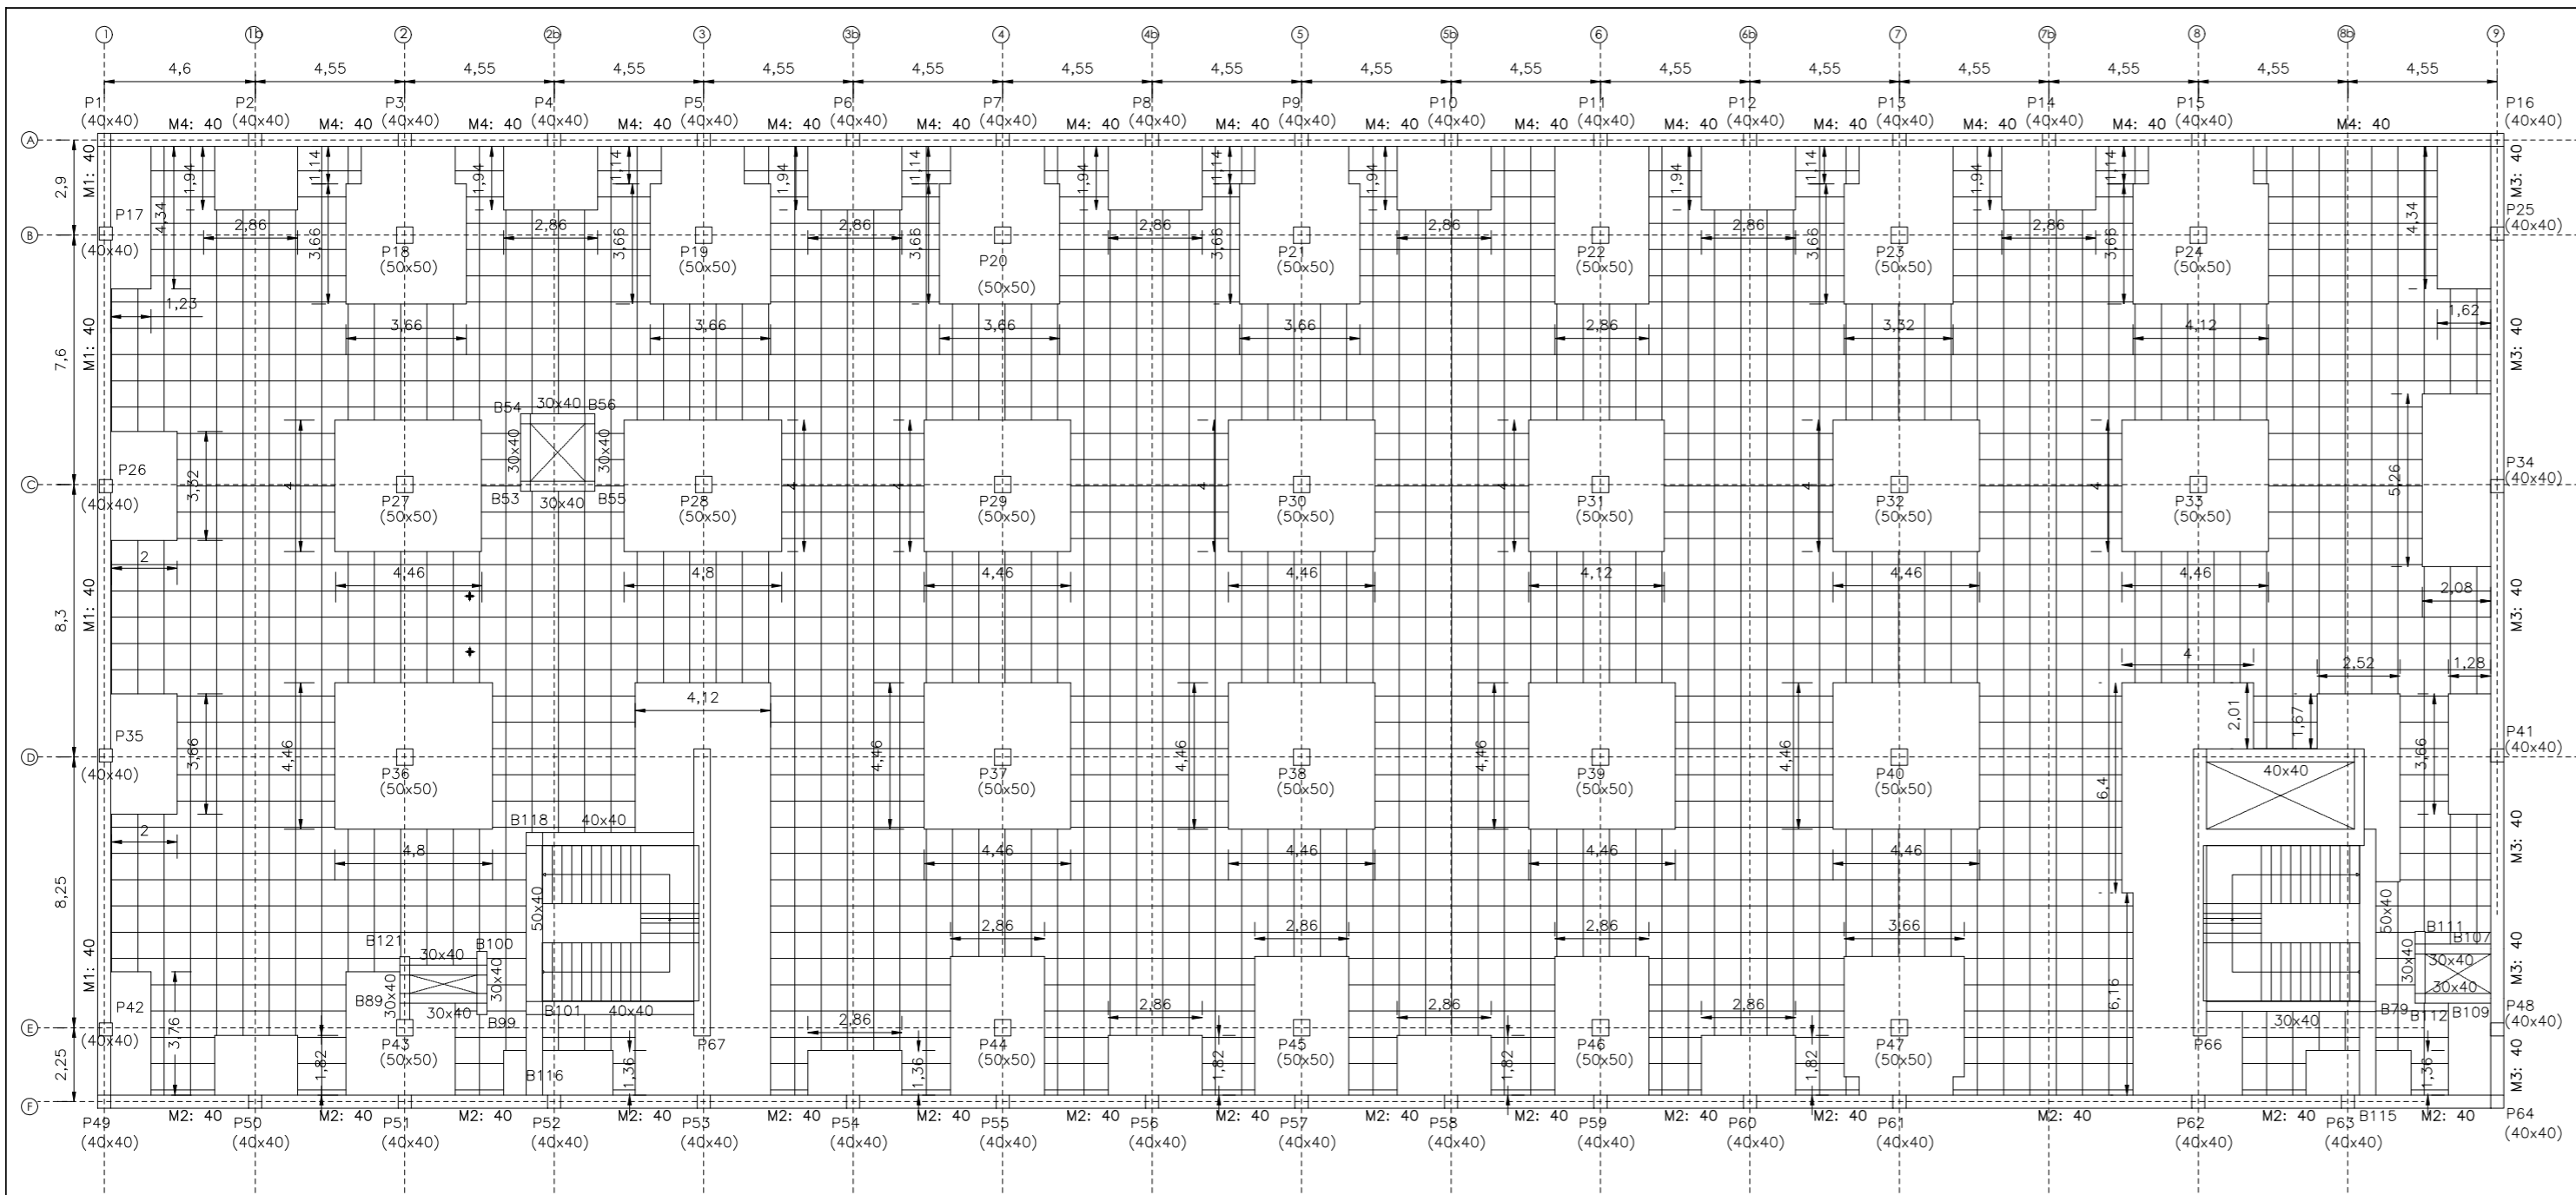 1 1b 2 2b 3 3b 4 4b 5 5b 6 6b 7 7b 8 8b 9
4,6 4,55 4,55 4,55 4,55 4,55 4,55 4,55 4,55 4,55 4,55 4,55 4,55 4,55 4,55 4,55
P1 P2 P3 P4 P5 P6 P7 P8 P9 P10 P11 P12 P13 P14 P15 P16
(40x40) (40x40) (40x40) (40x40) (40x40) (40x40) (40x40) (40x40) (40x40) (40x40) (40x40) (40x40) (40x40) (40x40) (40x40) (40x40)
M4: 40 M4: 40 M4: 40 M4: 40 M4: 40 M4: 40 M4: 40 M4: 40 M4: 40 M4: 40 M4: 40 M4: 40 M4: 40 M4: 40 M4: 40
A
2,9 M1: 40 1,94 1,14 1,94 1,14 1,94 1,14 1,94 1,14 1,94 1,94 1,14 1,94 1,14 M3: 40
P17 4,34 4,34 P25
(40x40) (40x40)
B
2,86 2,86 2,86 2,86 2,86 2,86 2,86
3,66 3,66 3,66 3,66 3,66 3,66
P18 P19 P20 P21 P22 P23 P24
(50x50) (50x50) (50x50) (50x50) (50x50) (50x50) (50x50)
1,23 1,62
7,6 M1: 40 3,66 3,66 3,66 3,66 2,86 3,32 4,12 M3: 40
B54 30x40 B56
30x40 30x40
P26 3,32 4 4 4 4 4 4 4 5,26 P34
(40x40) (40x40)
C
B53 30x40 B55
P27 P28 P29 P30 P31 P32 P33
(50x50) (50x50) (50x50) (50x50) (50x50) (50x50) (50x50)
2 4,46 4,8 4,46 4,46 4,12 4,46 4,46 2,08
8,3 M1: 40 M3: 40
4 2,52 1,28
4,12
P35 3,66 4,46 4,46 4,46 4,46 4,46 2,01 1,67 3,66 P41
(40x40) (40x40)
D
P36 P37 P38 P39 P40 40x40
(50x50) (50x50) (50x50) (50x50) (50x50) 6,4
B118 40x40
2 4,8 4,46 4,46 4,46 4,46 M3: 40
8,25 50x40 50x40
2,86 2,86 2,86 3,66
M1: 40 B121 30x40 B100 B111 B107 M3: 40
30x40 30x40 30x40 30x40
B89 30x40 B101 40x40 6,16 30x40
P42 3,76 B99 30x40 B79 B112 B109 P48
(40x40) (40x40)
E
2,86 2,86 2,86 2,86
P43 P67 P44 P45 P46 P47 P66
(50x50) (50x50) (50x50) (50x50) (50x50)
2,25 1,82 B116 1,36 1,36 1,82 1,82 1,82 1,36 M3: 40
F
M2: 40 M2: 40 M2: 40 M2: 40 M2: 40 M2: 40 M2: 40 M2: 40 M2: 40 M2: 40 M2: 40 M2: 40 M2: 40 M2: 40 B115 M2: 40
P49 P50 P51 P52 P53 P54 P55 P56 P57 P58 P59 P60 P61 P62 P63 P64
(40x40) (40x40) (40x40) (40x40) (40x40) (40x40) (40x40) (40x40) (40x40) (40x40) (40x40) (40x40) (40x40) (40x40) (40x40) (40x40)